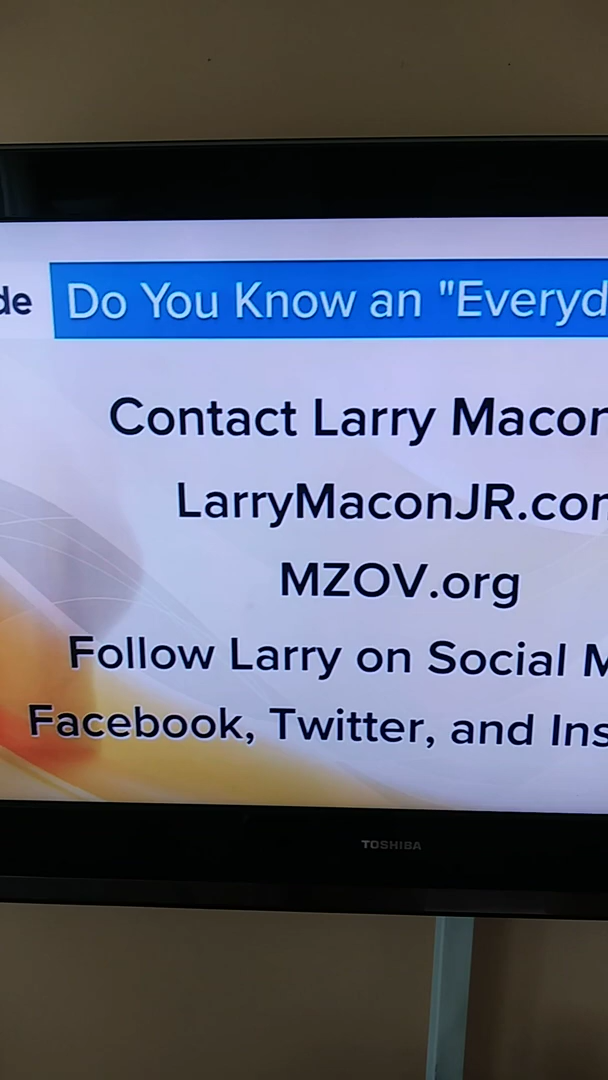 de Do You Know an "Everyd
Contact Larry Macon
LarryMaconJR.com
MZOV.org
Follow Larry on Social M
Facebook, Twitter, and Ins
TOSHIBA